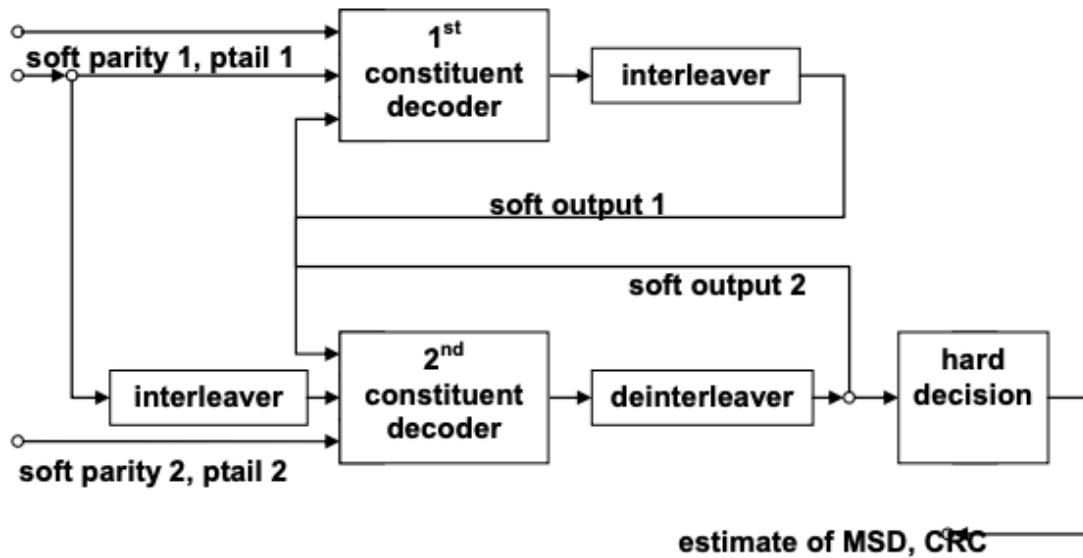 soft parity 1, ptail 1
1st
constituent
decoder
interleaver
soft output 1
soft output 2
interleaver
2nd
constituent
decoder
deinterleaver
hard
decision
soft parity 2, ptail 2
estimate of MSD, CRC